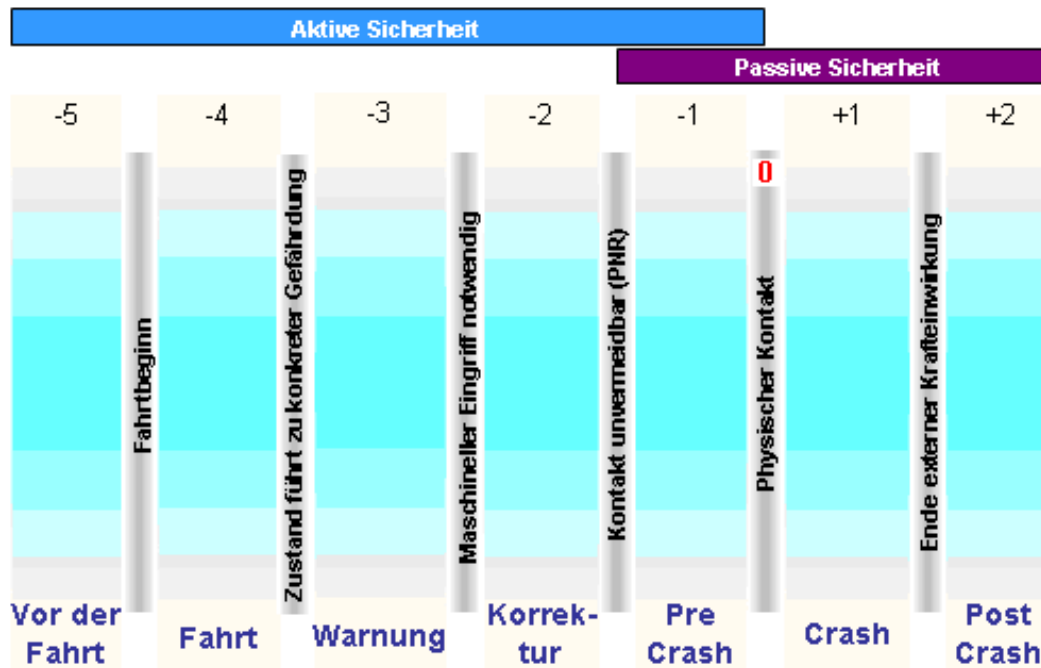 Aktive Sicherheit
Passive Sicherheit
-5
-4
-3
-2
-1
+1
+2
0
Fahrtbeginn
Zustand führt zu konkreter Gefährdung
Maschineller Eingriff notwendig
Kontakt unvermeidbar (PNR)
Physischer Kontakt
Ende externer Krafteinwirkung
Vor der
Fahrt
Fahrt
Warnung
Korrek-
tur
Pre
Crash
Crash
Post
Crash